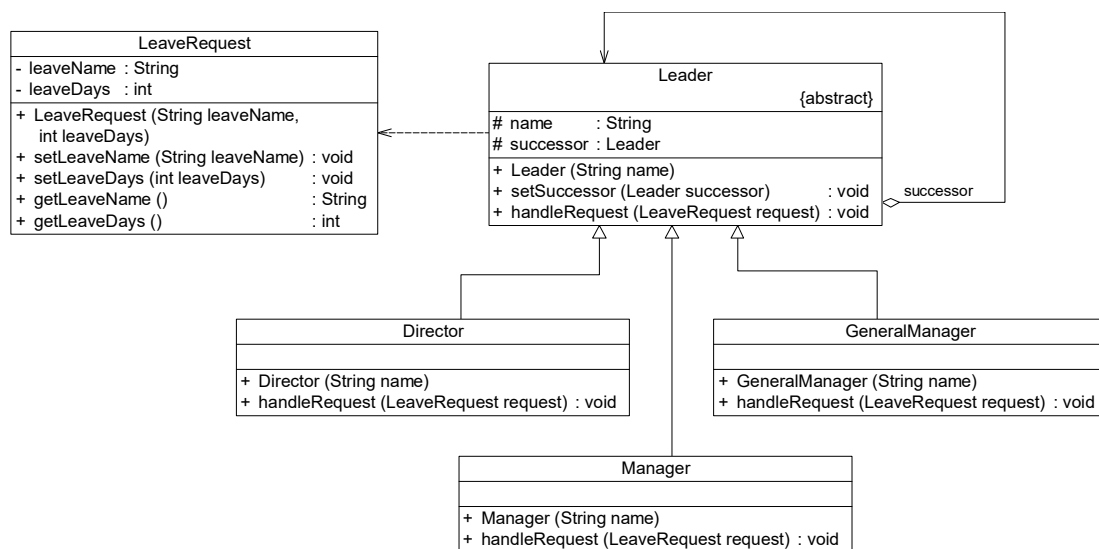 LeaveRequest
- leaveName : String
- leaveDays : int
+ LeaveRequest (String leaveName,
int leaveDays)
+ setLeaveName (String leaveName) : void
+ setLeaveDays (int leaveDays) : void
+ getLeaveName () : String
+ getLeaveDays () : int
Leader
{abstract}
# name : String
# successor : Leader
+ Leader (String name)
+ setSuccessor (Leader successor) : void
+ handleRequest (LeaveRequest request) : void
successor
Director
+ Director (String name)
+ handleRequest (LeaveRequest request) : void
GeneralManager
+ GeneralManager (String name)
+ handleRequest (LeaveRequest request) : void
Manager
+ Manager (String name)
+ handleRequest (LeaveRequest request) : void